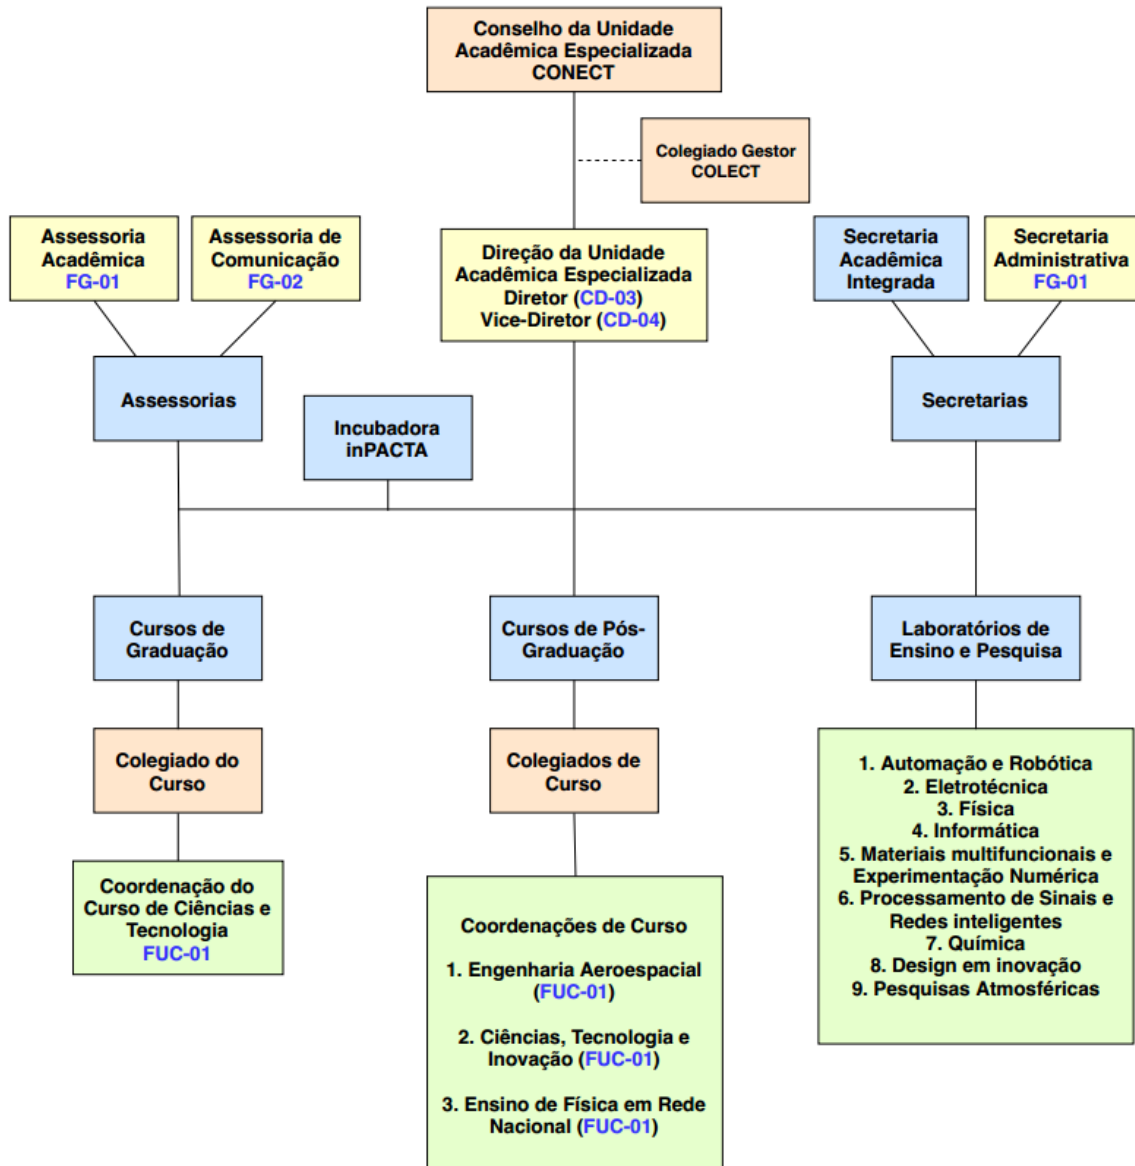 Conselho da Unidade
Acadêmica Especializada
CONECT
Colegiado Gestor
COLECT
Assessoria
Acadêmica
FG-01
Assessoria de
Comunicação
FG-02
Direção da Unidade
Acadêmica Especializada
Diretor (CD-03)
Vice-Diretor (CD-04)
Secretaria
Acadêmica
Integrada
Secretaria
Administrativa
FG-01
Assessorias
Incubadora
inPACTA
Secretarias
Cursos de
Graduação
Cursos de Pós-
Graduação
Laboratórios de
Ensino e Pesquisa
Colegiado do
Curso
Colegiados de
Curso
Coordenação do
Curso de Ciências e
Tecnologia
FUC-01
Coordenações de Curso
1. Engenharia Aeroespacial
(FUC-01)
2. Ciências, Tecnologia e
Inovação (FUC-01)
3. Ensino de Física em Rede
Nacional (FUC-01)
1. Automação e Robótica
2. Eletrotécnica
3. Física
4. Informática
5. Materiais multifuncionais e
Experimentação Numérica
6. Processamento de Sinais e
Redes inteligentes
7. Química
8. Design em inovação
9. Pesquisas Atmosféricas